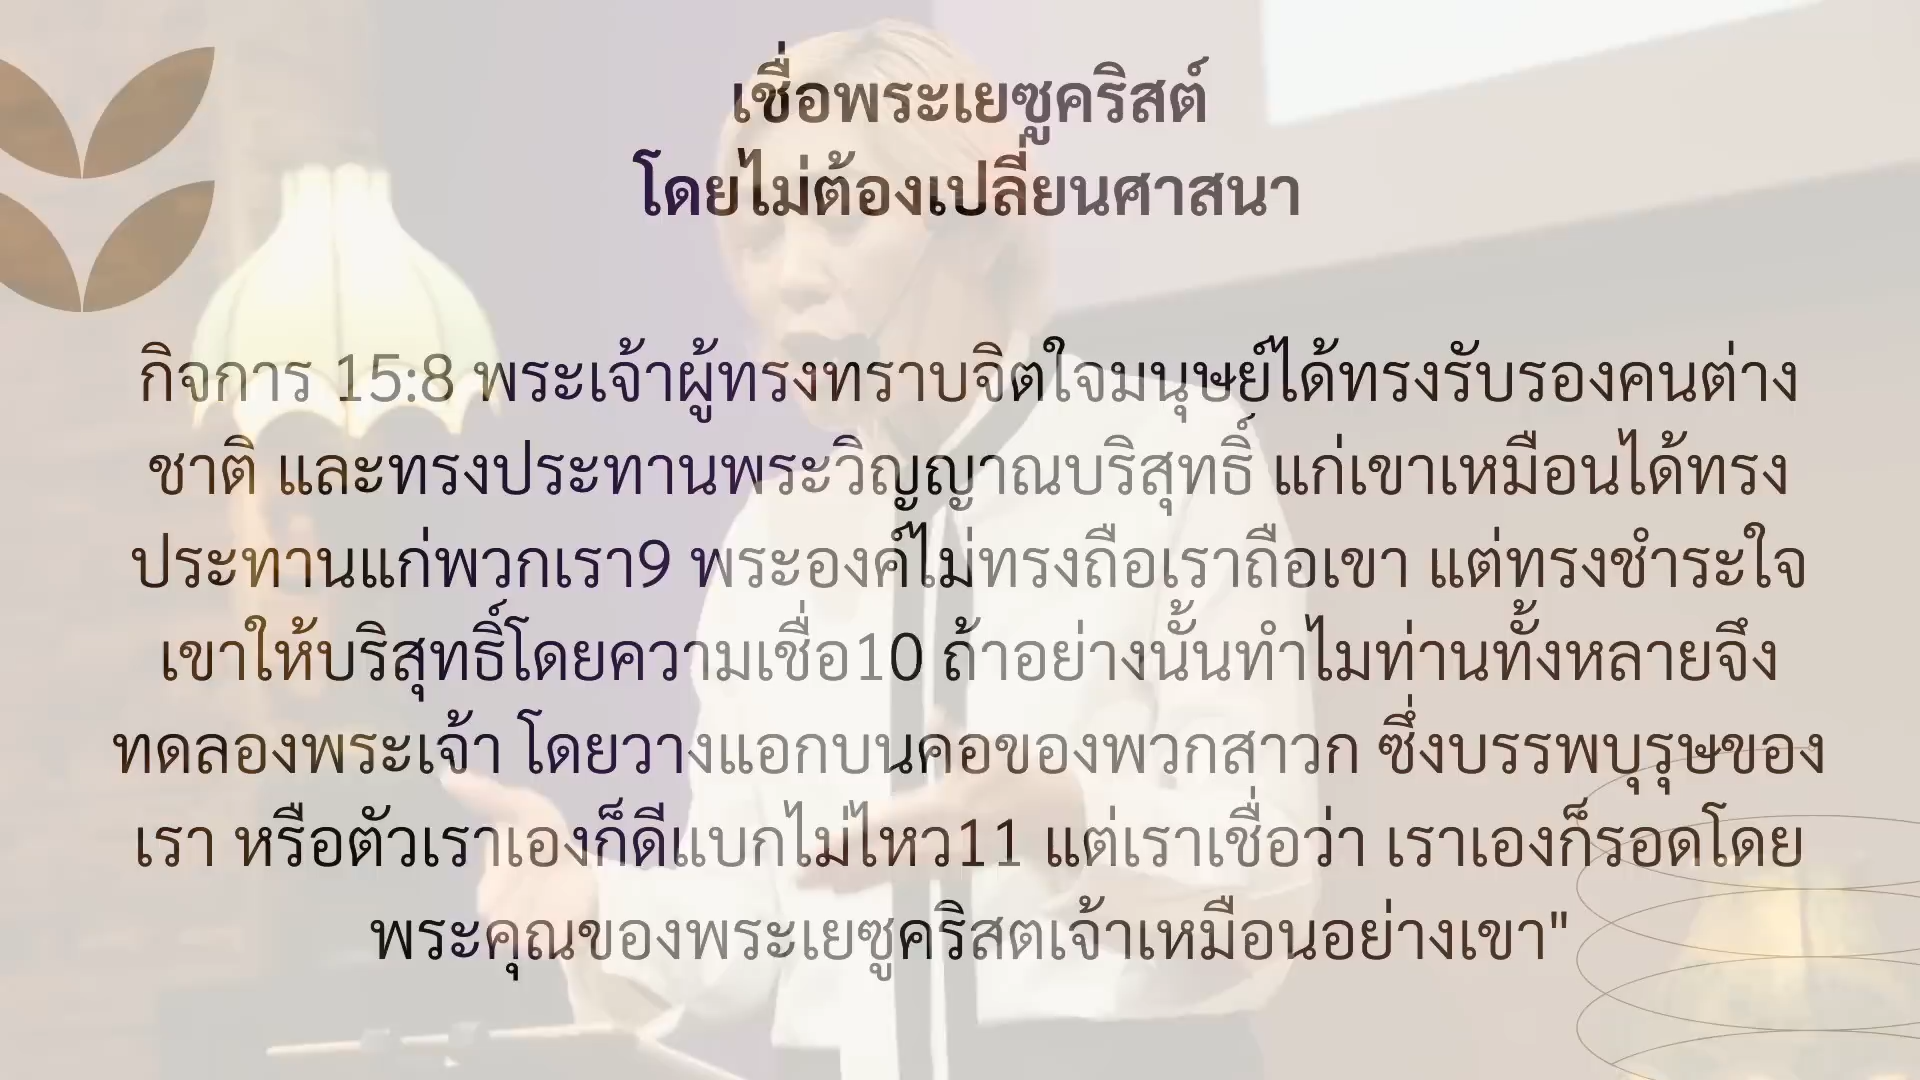 เชื่อพระเยซูคริสต์
โดยไม่ต้องเปลี่ยนศาสนา
กิจการ 15:8 พระเจ้าผู้ทรงทราบจิตใจมนุษย์ได้ทรงรับรองคนต่าง
ชาติ และทรงประทานพระวิญญาณบริสุทธิ์ แก่เขาเหมือนได้ทรง
ประทานแก่พวกเรา9 พระองค์ไม่ทรงถือเราถือเขา แต่ทรงชำระใจ
เขาให้บริสุทธิ์โดยความเชื่อ10 ถ้าอย่างนั้นทำไมท่านทั้งหลายจึง
ทดลองพระเจ้า โดยวางแอกบนคอของพวกสาวก ซึ่งบรรพบุรุษของ
เรา หรือตัวเราเองก็ดีแบกไม่ไหว11 แต่เราเชื่อว่า เราเองก็รอดโดย
พระคุณของพระเยซูคริสตเจ้าเหมือนอย่างเขา"